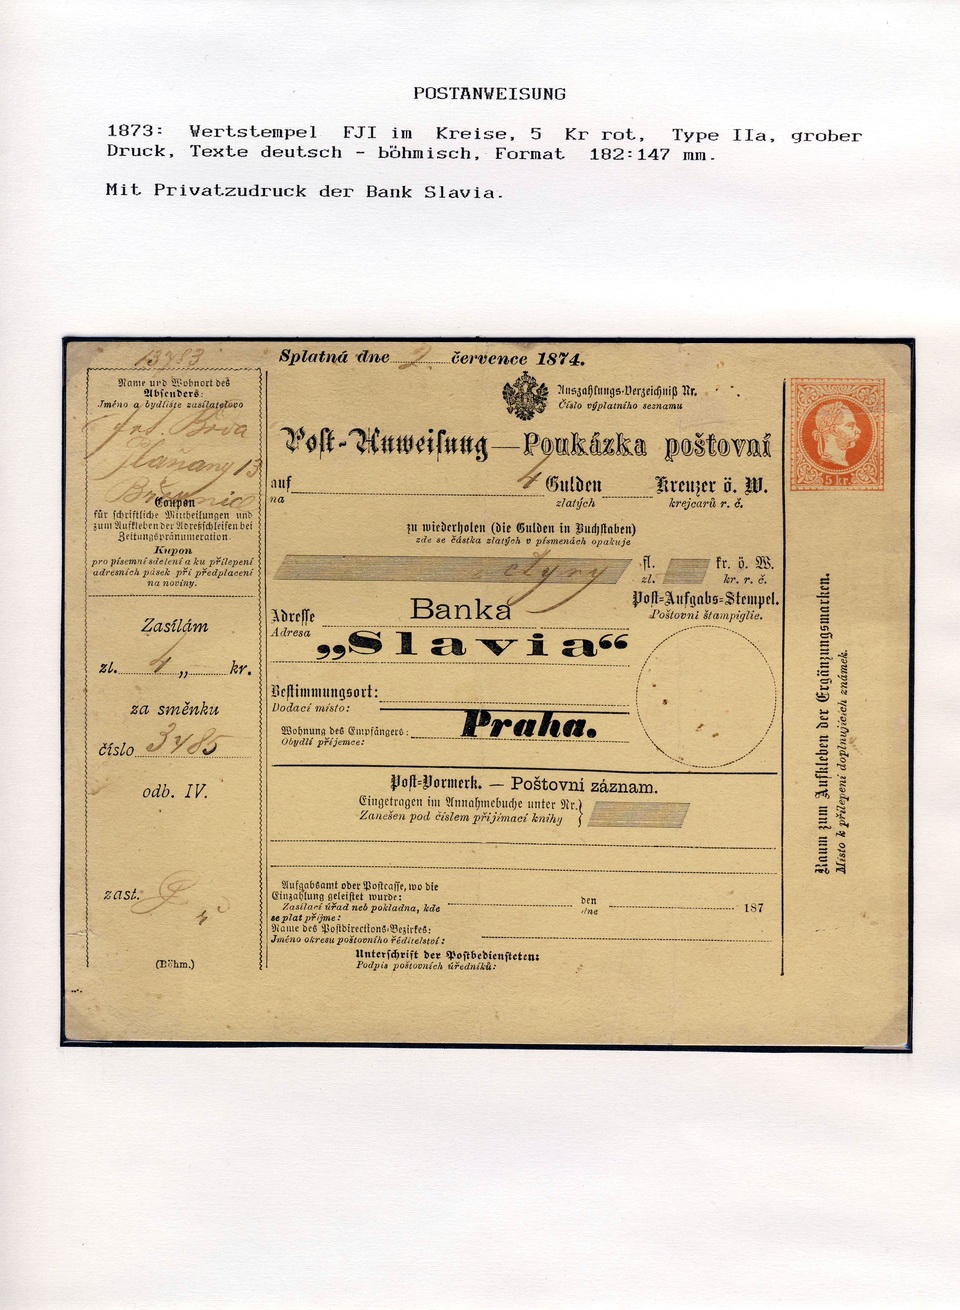 POSTANWEISUNG
1873: Wertstempel FJI im Kreise, 5 Kr rot, Type IIa, grober
Druck, Texte deutsch - böhmisch, Format 182:147 mm.
Mit Privatzudruck der Bank Slavia.
13783
Name und Wohnort des
Absenders:
Jméno a bydliště zasílatelovo
13
Coupon
für schriftliche Mittheilungen und
zum Aufkleben der Adreßschleifen bei
Zeitungspränumeration.
Kupon
pro písemní sdělení a ku přilepení
adresních pásek při předplacení
na noviny.
Zasílám
zl. 4 „ kr.
za směnku
číslo 3785
odb. IV.
zast.
(Böhm.)
Splatná dne 2 července 1874.
Auszahlungs-Verzeichniß Nr.
Číslo výplatního seznamu
Post-Anweisung — Poukázka poštovní
auf 4 Gulden Kreuzer ö. W.
na zlatých krejcarů r. č.
zu wiederholen (die Gulden in Buchstaben)
zde se částka zlatých v písmenách opakuje
čtyry fl. kr. ö. W.
zl. kr. r. č.
Post-Aufgabs-Stempel.
Poštovní štampiglie.
Adresse Banka
Adresa „Slavia“
Bestimmungsort:
Dodací místo:
Wohnung des Empfängers: Praha.
Obydlí příjemce:
Post-Vormerk. — Poštovní záznam.
Eingetragen im Annahmebuche unter Nr.
Zanešen pod číslem přijímací knihy
Aufgabsamt oder Postcasse, wo die
Einzahlung geleistet wurde: den
Zasílací úřad neb pokladna, kde dne 187
se plat přijme:
Name des Postdirections-Bezirkes:
Jméno okresu poštovního ředitelství:
Unterschrift der Postbediensteten:
Podpis poštovních úředníků:
5 kr.
Raum zum Aufkleben der Ergänzungsmarken.
Místo k přilepení doplňujících známek.